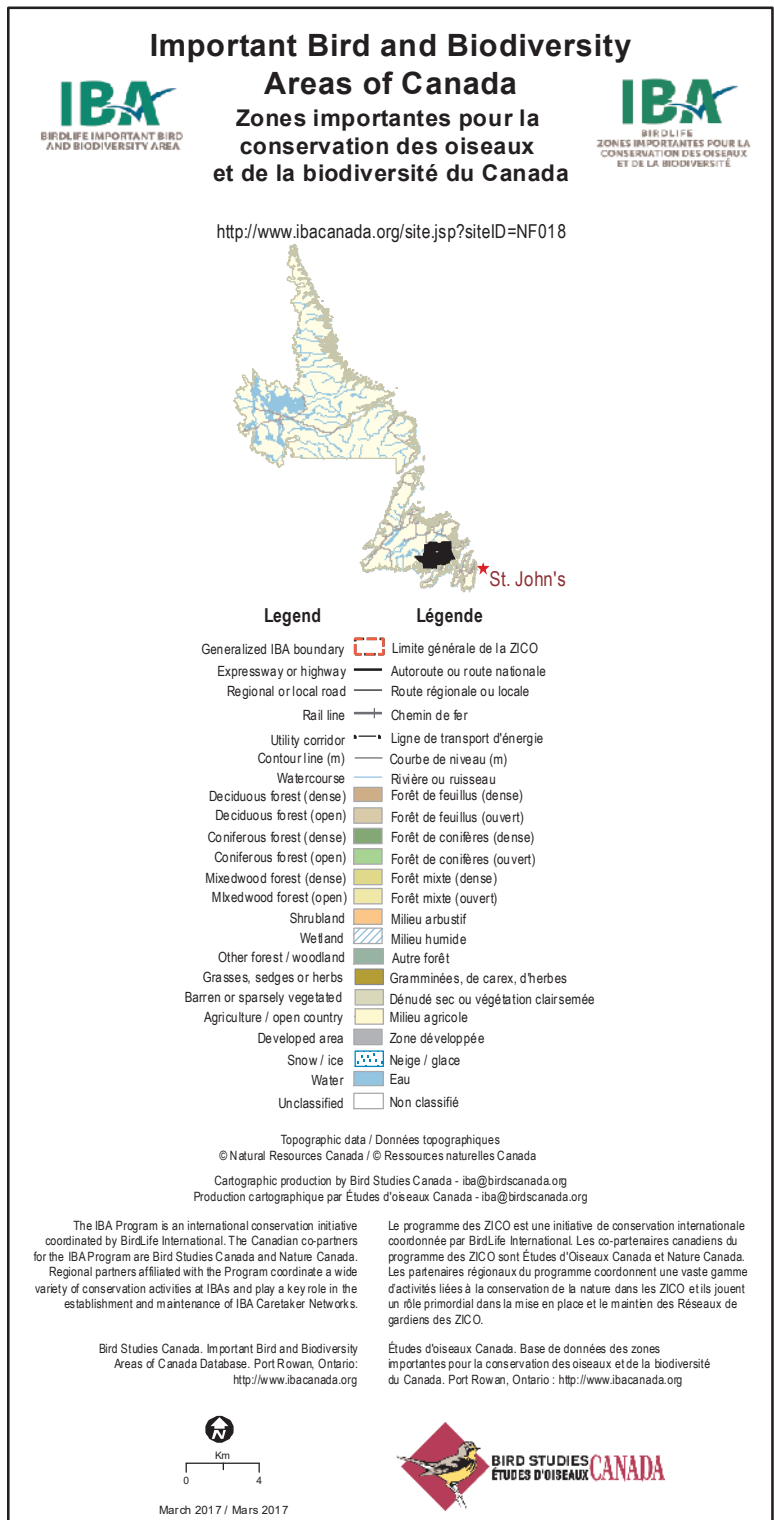 Important Bird and Biodiversity
Areas of Canada
Zones importantes pour la
conservation des oiseaux
et de la biodiversité du Canada
IBA
BIRDLIFE IMPORTANT BIRD
AND BIODIVERSITY AREA
IBA
BIRDLIFE
ZONES IMPORTANTES POUR LA
CONSERVATION DES OISEAUX
ET DE LA BIODIVERSITÉ
http://www.ibacanada.org/site.jsp?siteID=NF018
St. John's
Legend Légende
Generalized IBA boundary Limite générale de la ZICO
Expressway or highway Autoroute ou route nationale
Regional or local road Route régionale ou locale
Rail line Chemin de fer
Utility corridor Ligne de transport d'énergie
Contour line (m) Courbe de niveau (m)
Watercourse Rivière ou ruisseau
Deciduous forest (dense) Forêt de feuillus (dense)
Deciduous forest (open) Forêt de feuillus (ouvert)
Coniferous forest (dense) Forêt de conifères (dense)
Coniferous forest (open) Forêt de conifères (ouvert)
Mixedwood forest (dense) Forêt mixte (dense)
MIxedwood forest (open) Forêt mixte (ouvert)
Shrubland Milieu arbustif
Wetland Milieu humide
Other forest / woodland Autre forêt
Grasses, sedges or herbs Gramminées, de carex, d'herbes
Barren or sparsely vegetated Dénudé sec ou végétation clairsemée
Agriculture / open country Milieu agricole
Developed area Zone développée
Snow / ice Neige / glace
Water Eau
Unclassified Non classifié
Topographic data / Données topographiques
© Natural Resources Canada / © Ressources naturelles Canada
Cartographic production by Bird Studies Canada - iba@birdscanada.org
Production cartographique par Études d'oiseaux Canada - iba@birdscanada.org
The IBA Program is an international conservation initiative
coordinated by BirdLife International. The Canadian co-partners
for the IBA Program are Bird Studies Canada and Nature Canada.
Regional partners affiliated with the Program coordinate a wide
variety of conservation activities at IBAs and play a key role in the
establishment and maintenance of IBA Caretaker Networks.
Le programme des ZICO est une initiative de conservation internationale
coordonnée par BirdLife International. Les co-partenaires canadiens du
programme des ZICO sont Études d'Oiseaux Canada et Nature Canada.
Les partenaires régionaux du programme coordonnent une vaste gamme
d'activités liées à la conservation de la nature dans les ZICO et ils jouent
un rôle primordial dans la mise en place et le maintien des Réseaux de
gardiens des ZICO.
Bird Studies Canada. Important Bird and Biodiversity
Areas of Canada Database. Port Rowan, Ontario:
http://www.ibacanada.org
Études d'oiseaux Canada. Base de données des zones
importantes pour la conservation des oiseaux et de la biodiversité
du Canada. Port Rowan, Ontario : http://www.ibacanada.org
N
Km
0 4
March 2017 / Mars 2017
BIRD STUDIES
ÉTUDES D'OISEAUX CANADA